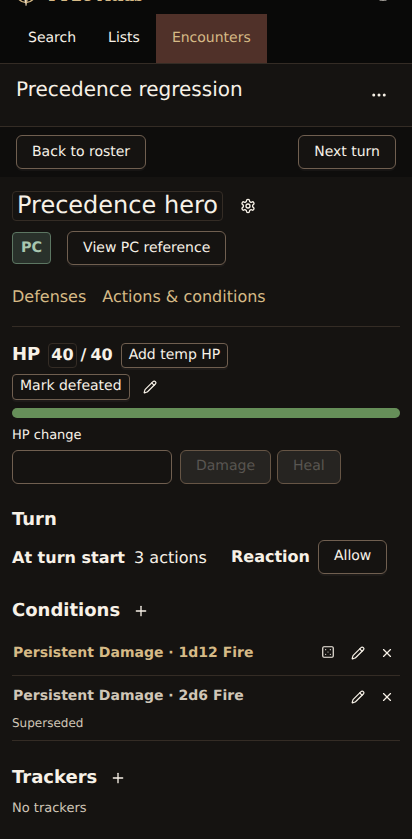 Search Lists Encounters
Precedence regression ...
Back to roster Next turn
Precedence hero
PC View PC reference
Defenses Actions & conditions
HP 40 / 40 Add temp HP
Mark defeated
HP change
Damage Heal
Turn
At turn start 3 actions Reaction Allow
Conditions +
Persistent Damage · 1d12 Fire
Persistent Damage · 2d6 Fire
Superseded
Trackers +
No trackers